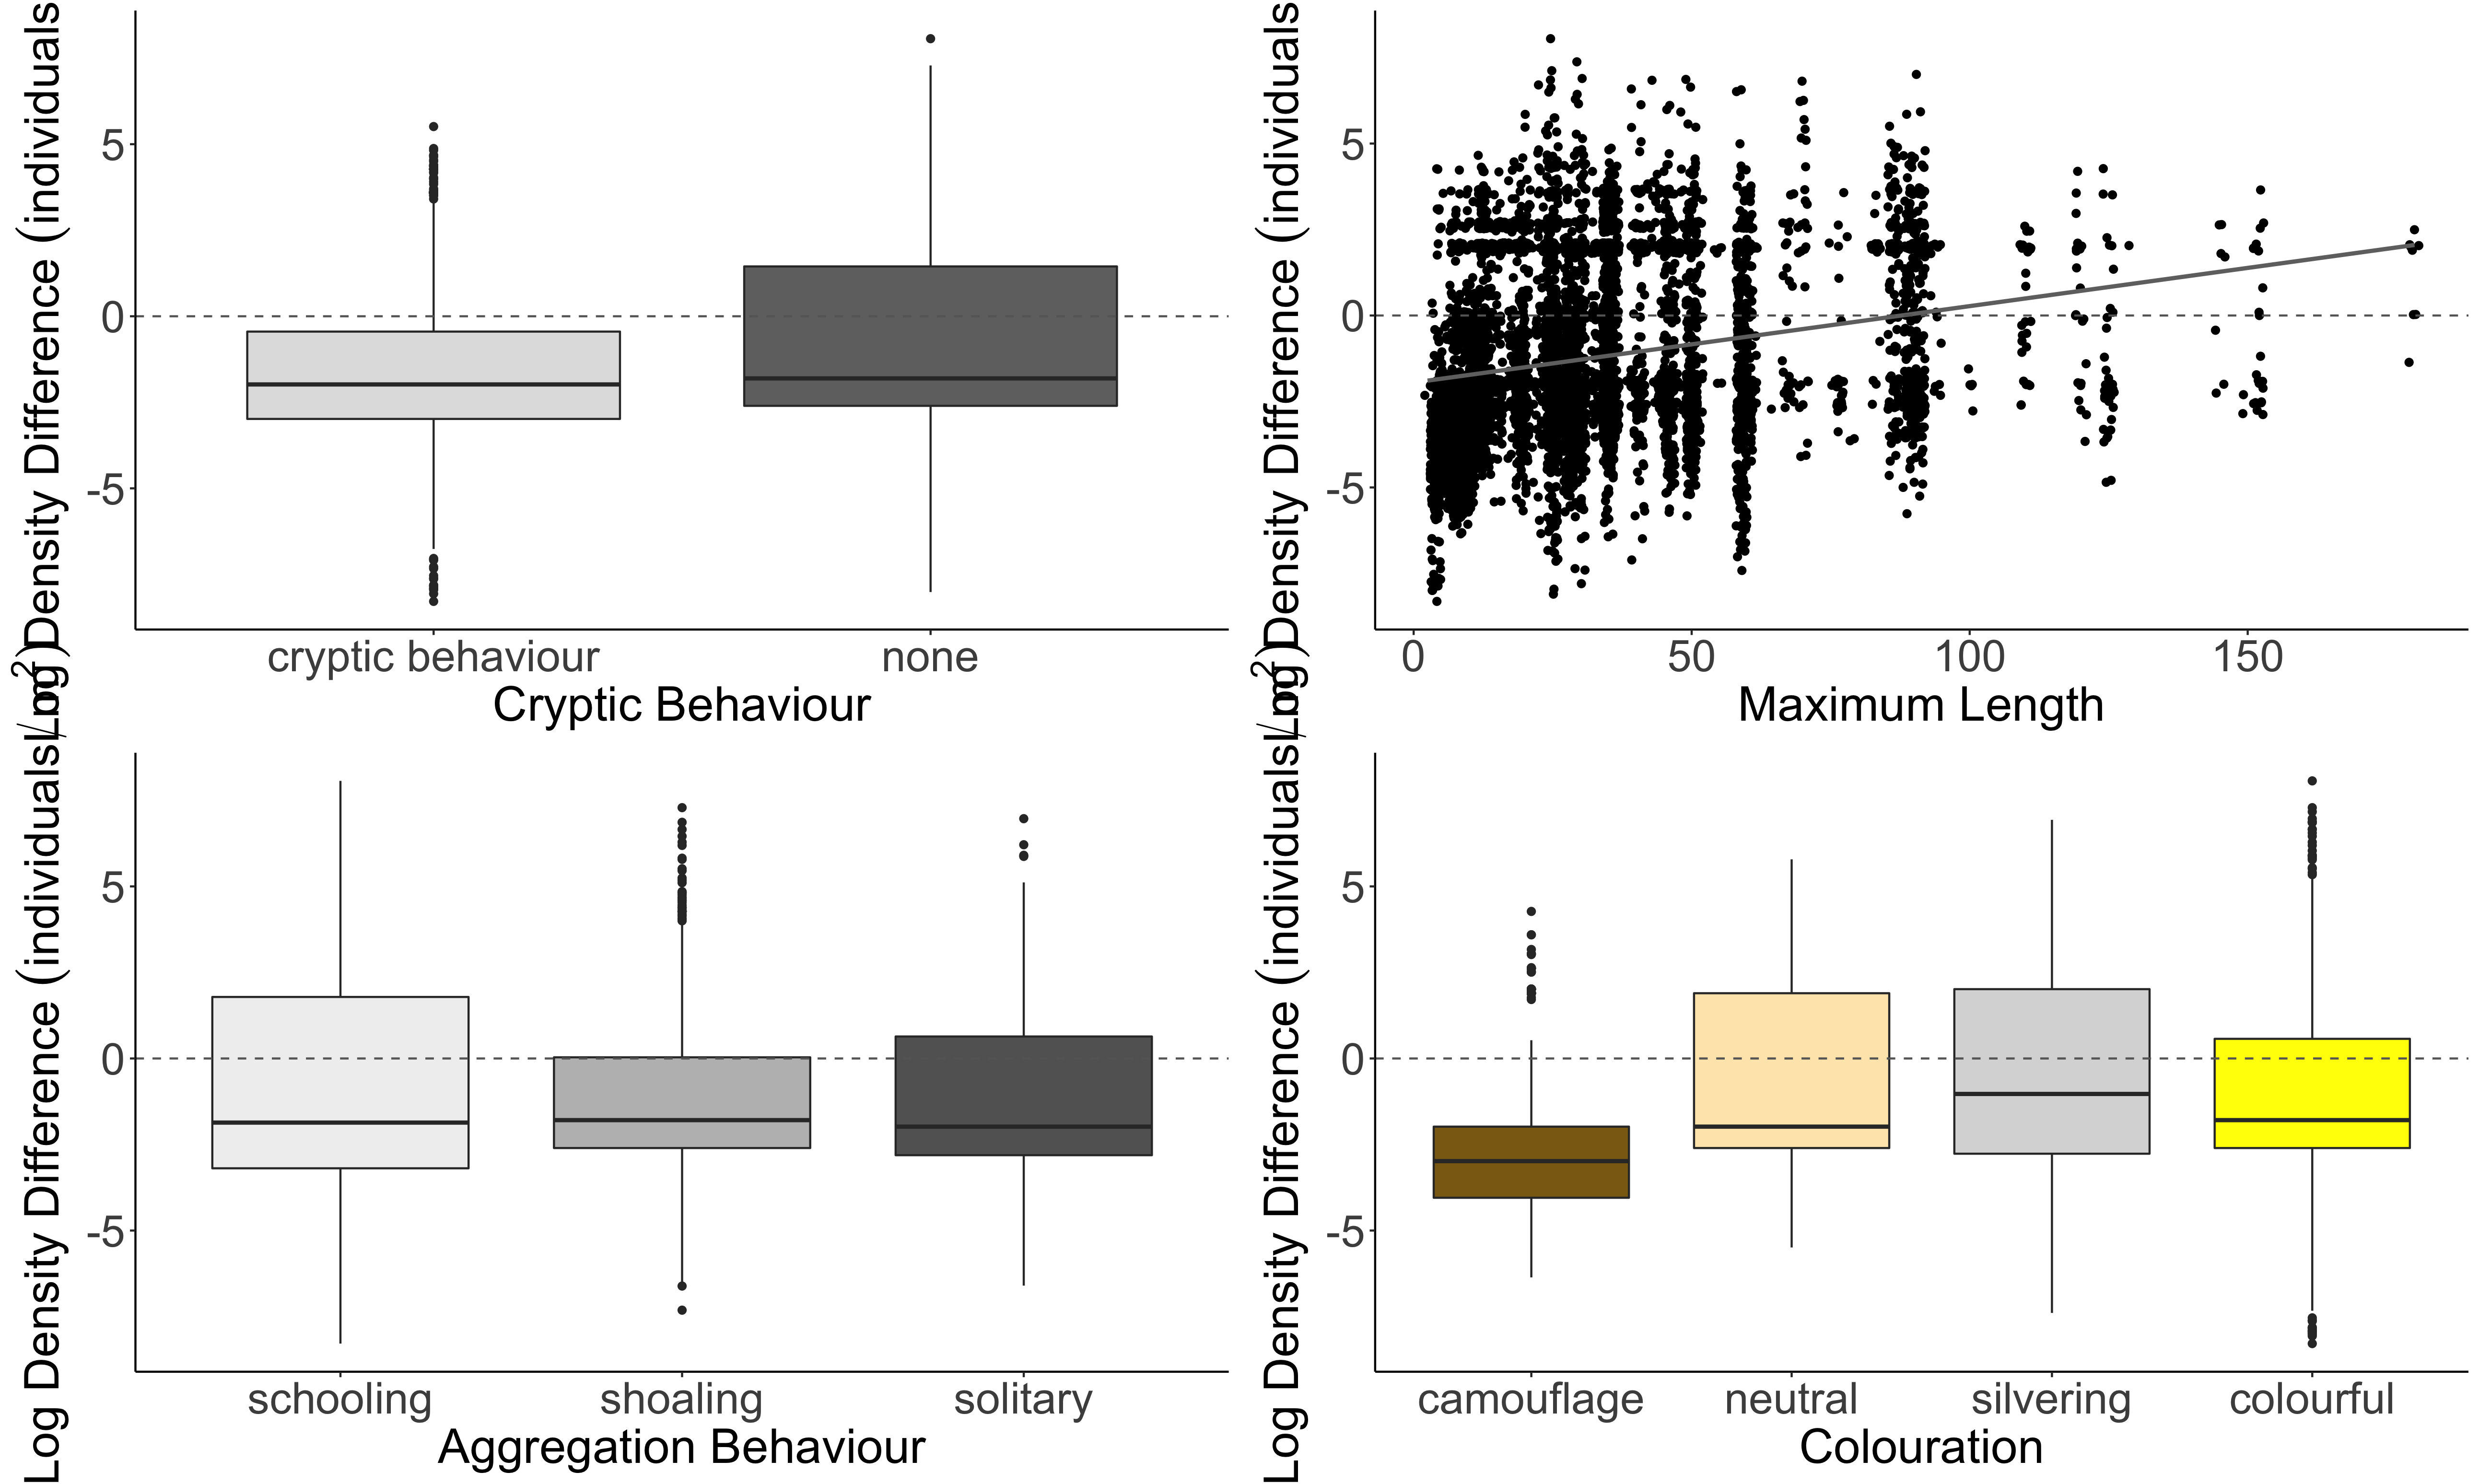 Log Density Difference (individuals/m²)
5
0
-5
cryptic behaviour none
Cryptic Behaviour
Log Density Difference (individuals/m²)
5
0
-5
0 50 100 150
Maximum Length
Log Density Difference (individuals
5
0
-5
schooling shoaling solitary
Aggregation Behaviour
Log Density Difference (individuals
5
0
-5
camouflage neutral silvering colourful
Colouration